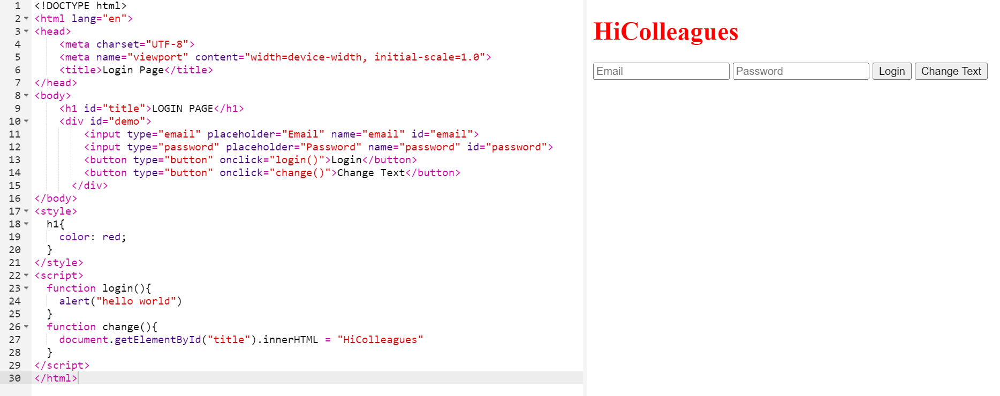 1 <!DOCTYPE html>
2 <html lang="en">
3 <head>
4     <meta charset="UTF-8">
5     <meta name="viewport" content="width=device-width, initial-scale=1.0">
6     <title>Login Page</title>
7 </head>
8 <body>
9     <h1 id="title">LOGIN PAGE</h1>
10     <div id="demo">
11         <input type="email" placeholder="Email" name="email" id="email">
12         <input type="password" placeholder="Password" name="password" id="password">
13         <button type="button" onclick="login()">Login</button>
14         <button type="button" onclick="change()">Change Text</button>
15       </div>
16 </body>
17 <style>
18   h1{
19     color: red;
20   }
21 </style>
22 <script>
23   function login(){
24     alert("hello world")
25   }
26   function change(){
27     document.getElementById("title").innerHTML = "HiColleagues"
28   }
29 </script>
30 </html>
HiColleagues
Email Password Login Change Text